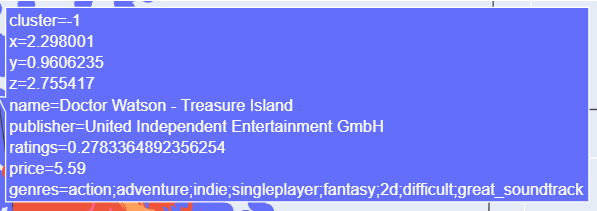 cluster=-1
x=2.298001
y=0.9606235
z=2.755417
name=Doctor Watson - Treasure Island
publisher=United Independent Entertainment GmbH
ratings=0.2783364892356254
price=5.59
genres=action;adventure;indie;singleplayer;fantasy;2d;difficult;great_soundtrack